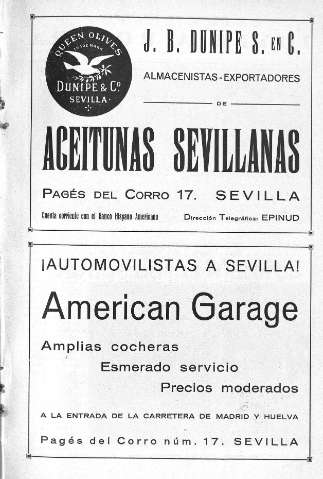 QUEEN OLIVES
TRADE MARK
DUNIPE & Cº
SEVILLA
J. B. DUNIPE S. EN C.
ALMACENISTAS-EXPORTADORES
DE
ACEITUNAS SEVILLANAS
PAGÉS DEL CORRO 17. SEVILLA
Cuenta corriente con el Banco Hispano Americano Dirección Telegráfica: EPINUD
¡AUTOMOVILISTAS A SEVILLA!
American Garage
Amplias cocheras
Esmerado servicio
Precios moderados
A LA ENTRADA DE LA CARRETERA DE MADRID Y HUELVA
Pagés del Corro núm. 17. SEVILLA